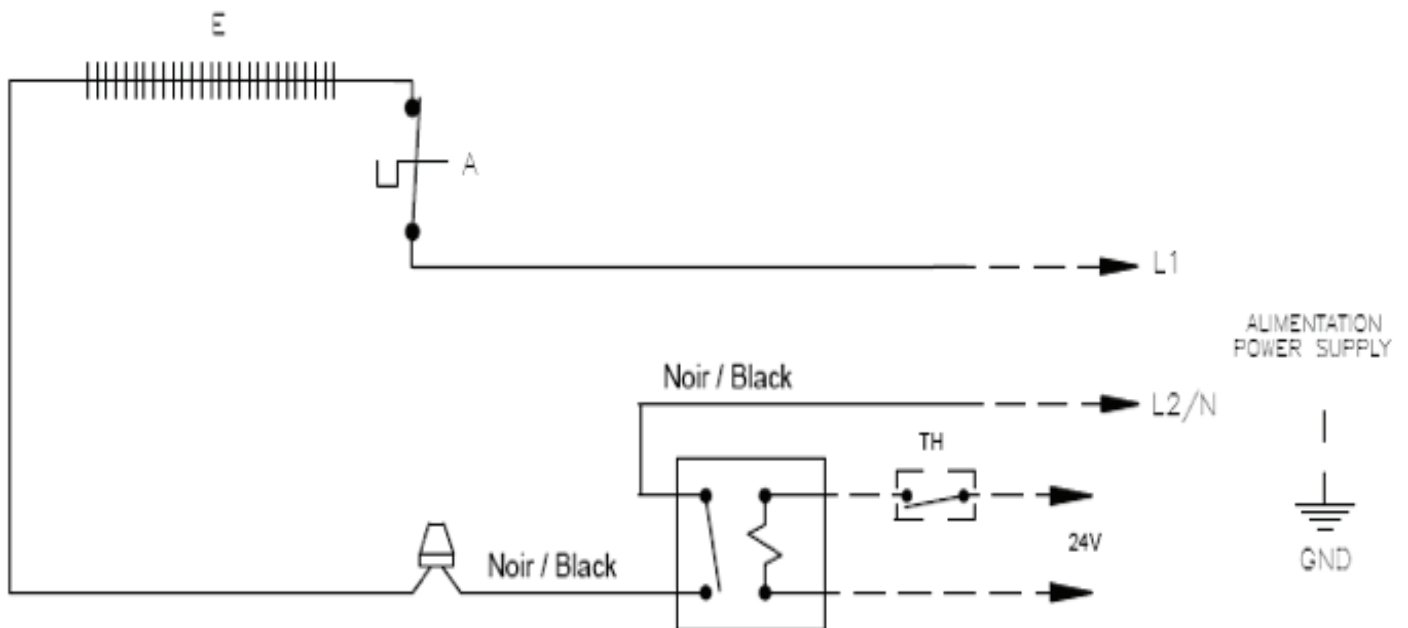 E
A
L1
ALIMENTATION
POWER SUPPLY
Noir / Black
L2/N
TH
24V
Noir / Black
GND